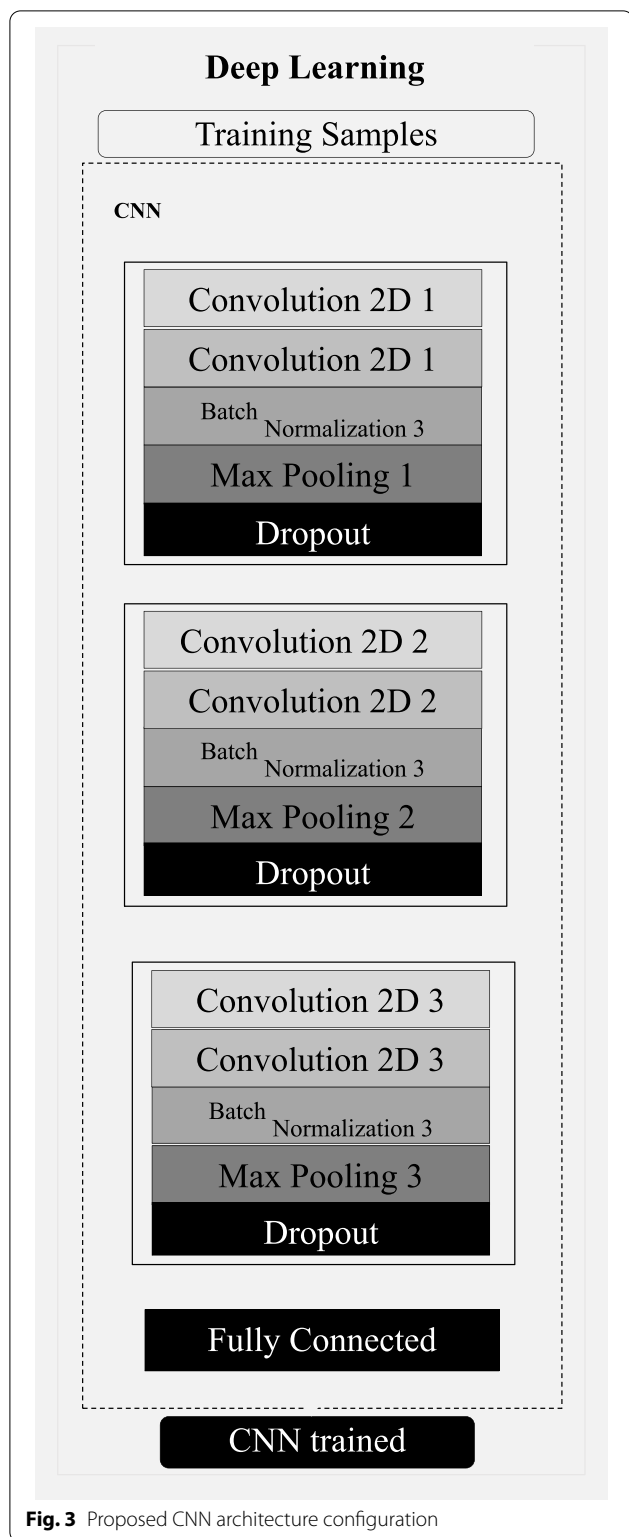 Deep Learning
Training Samples
CNN
Convolution 2D 1
Convolution 2D 1
Batch
Normalization 3
Max Pooling 1
Dropout
Convolution 2D 2
Convolution 2D 2
Batch
Normalization 3
Max Pooling 2
Dropout
Convolution 2D 3
Convolution 2D 3
Batch
Normalization 3
Max Pooling 3
Dropout
Fully Connected
CNN trained
Fig. 3 Proposed CNN architecture configuration